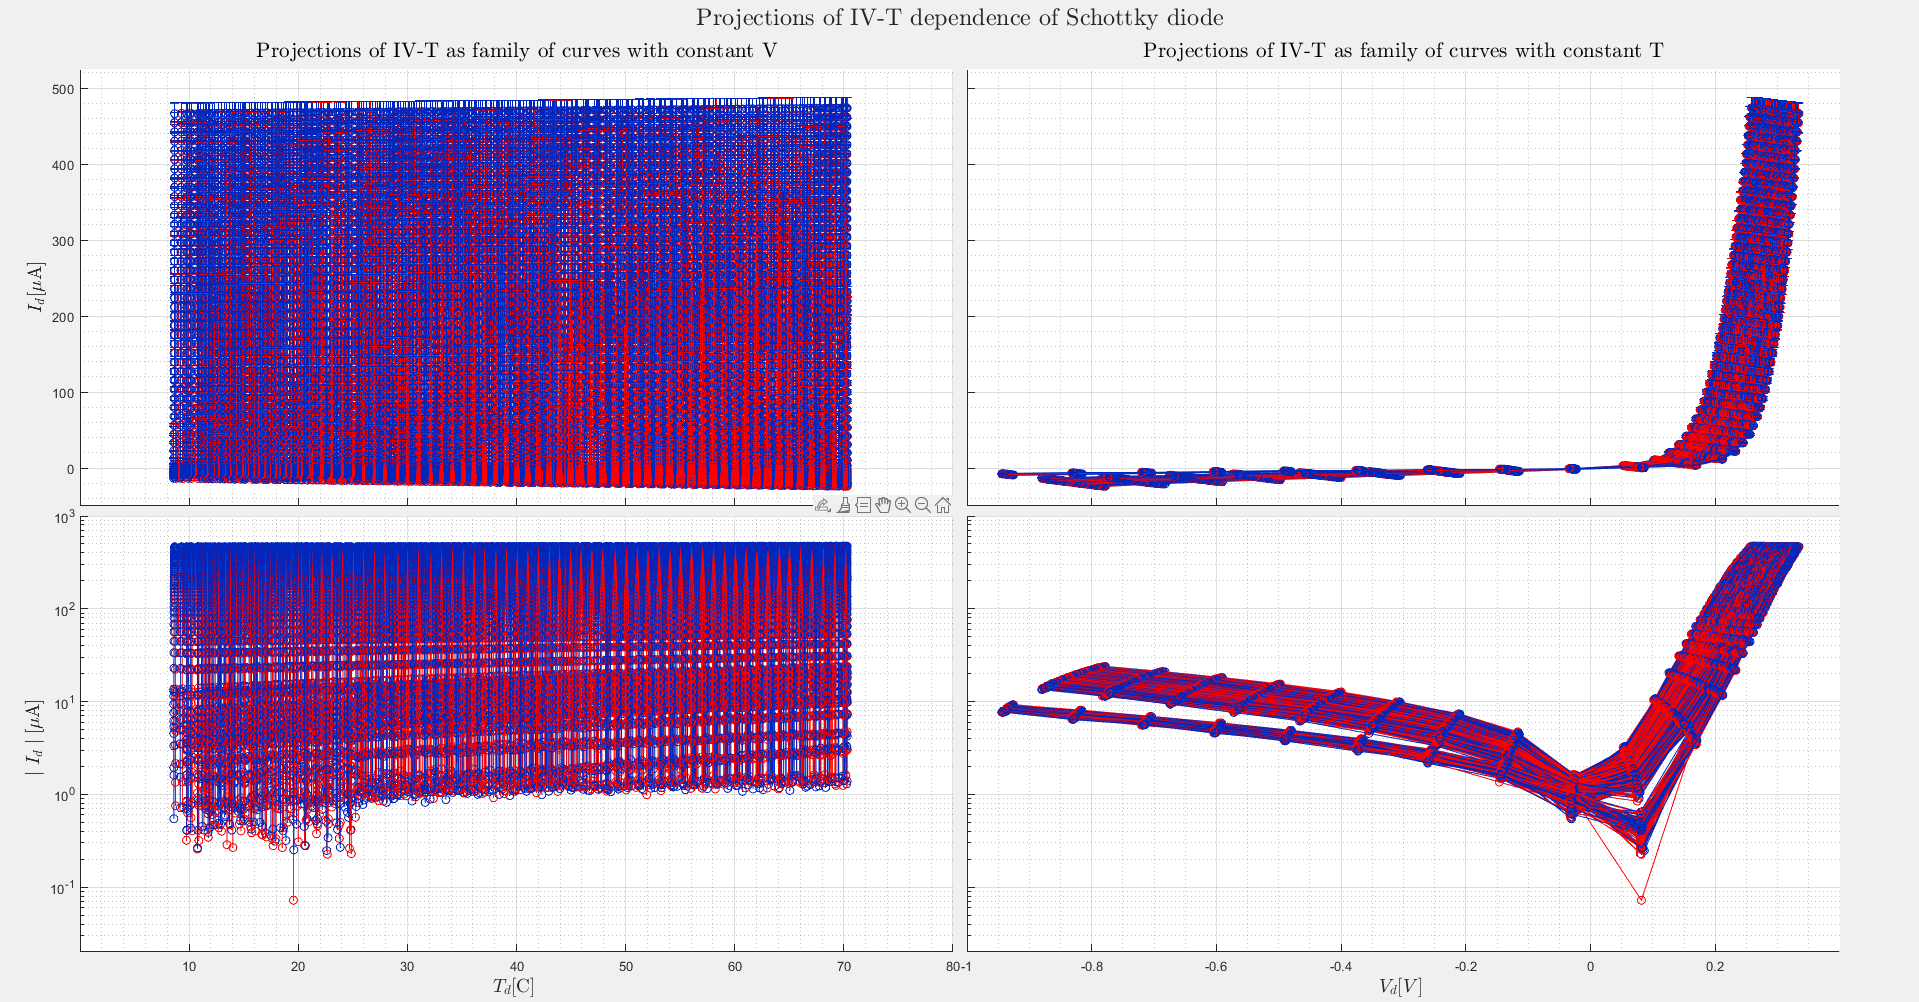 Projections of IV-T dependence of Schottky diode
Projections of IV-T as family of curves with constant V
Projections of IV-T as family of curves with constant T
500
400
300
200
100
0
I_d[μA]
10^3
10^2
10^1
10^0
10^-1
| I_d | [μA]
10 20 30 40 50 60 70 80
T_d[C]
-1 -0.8 -0.6 -0.4 -0.2 0 0.2
V_d[V]